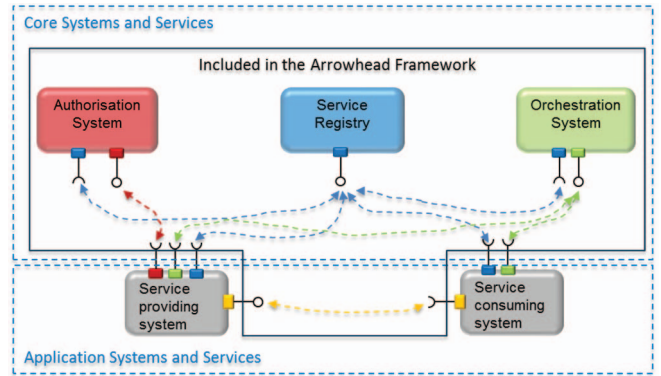 Core Systems and Services
Included in the Arrowhead Framework
Authorisation
System
Service
Registry
Orchestration
System
Service
providing
system
Service
consuming
system
Application Systems and Services